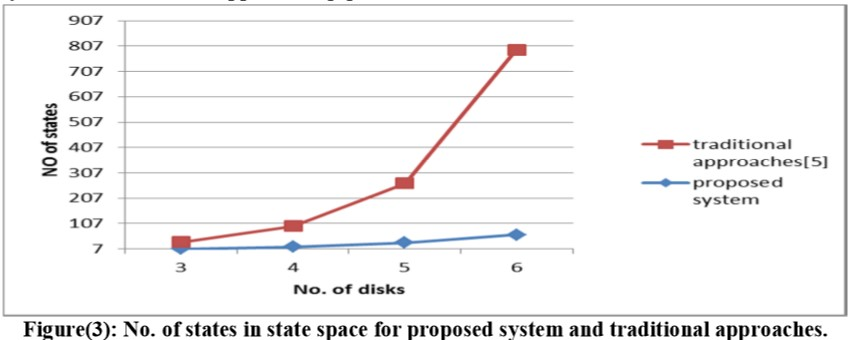 907
807
707
607
507
407
307
207
107
7
NO of states
3 4 5 6
No. of disks
traditional
approaches[5]
proposed
system
Figure(3): No. of states in state space for proposed system and traditional approaches.